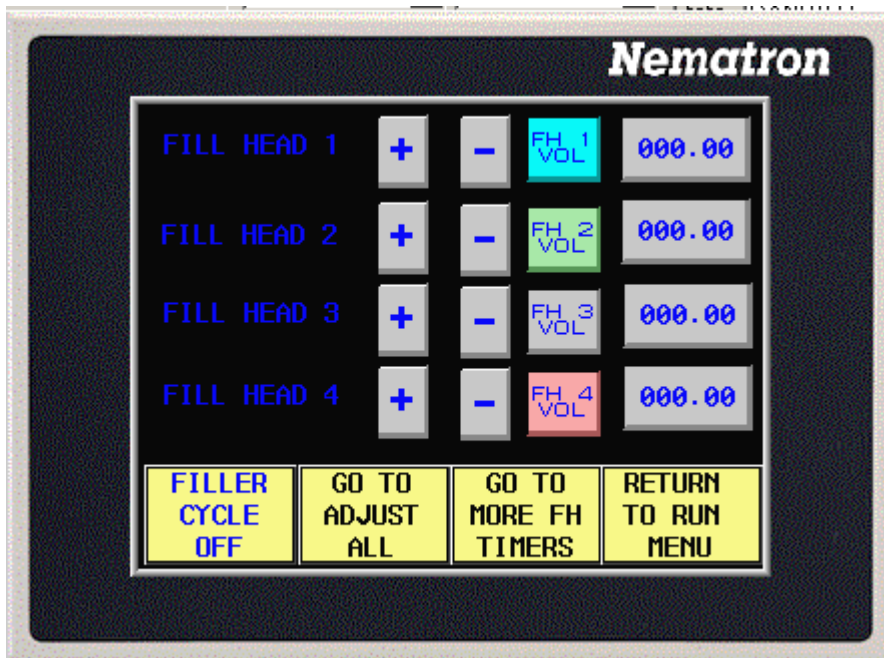 Nematron
FILL HEAD 1 + - FH 1 VOL 000.00
FILL HEAD 2 + - FH 2 VOL 000.00
FILL HEAD 3 + - FH 3 VOL 000.00
FILL HEAD 4 + - FH 4 VOL 000.00
FILLER
CYCLE
OFF
GO TO
ADJUST
ALL
GO TO
MORE FH
TIMERS
RETURN
TO RUN
MENU